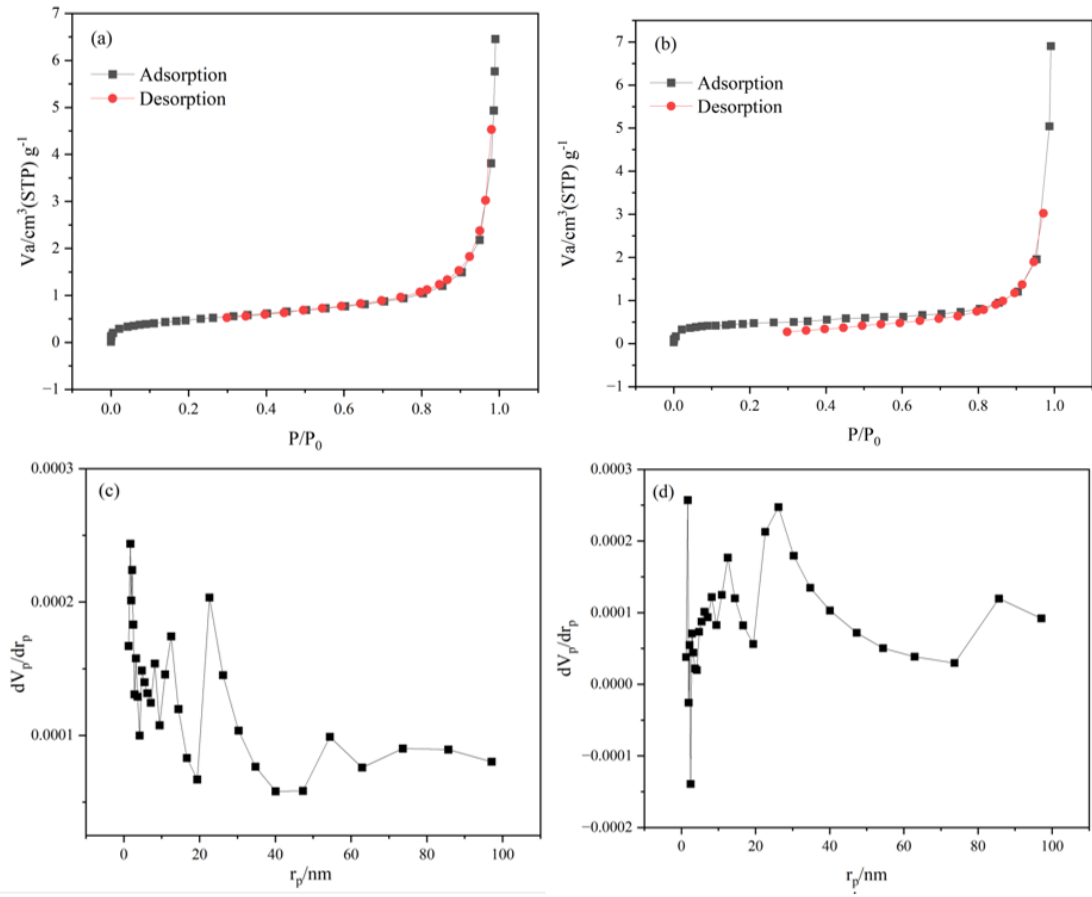 (a)
Adsorption
Desorption
7
6
5
4
3
2
1
0
−1
Va/cm³(STP) g⁻¹
0.0 0.2 0.4 0.6 0.8 1.0
P/P₀
(b)
Adsorption
Desorption
7
6
5
4
3
2
1
0
−1
Va/cm³(STP) g⁻¹
0.0 0.2 0.4 0.6 0.8 1.0
P/P₀
(c)
0.0003
0.0002
0.0001
dVₚ/drₚ
0 20 40 60 80 100
rₚ/nm
(d)
0.0003
0.0002
0.0001
0.0000
−0.0001
−0.0002
dVₚ/drₚ
0 20 40 60 80 100
rₚ/nm